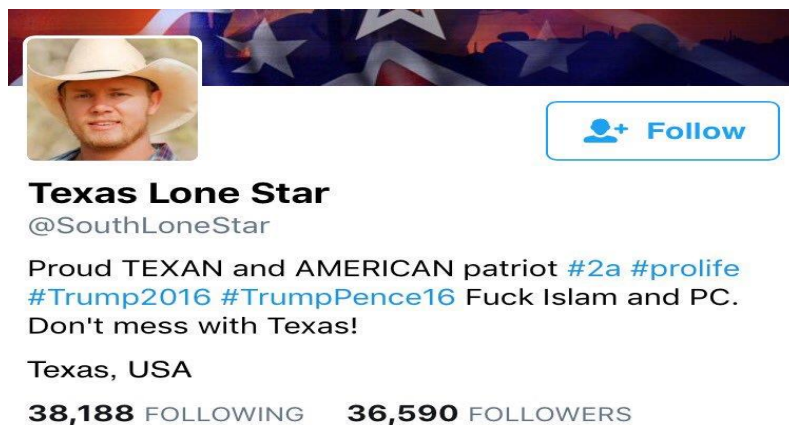 Follow
Texas Lone Star
@SouthLoneStar
Proud TEXAN and AMERICAN patriot #2a #prolife
#Trump2016 #TrumpPence16 Fuck Islam and PC.
Don't mess with Texas!
Texas, USA
38,188 FOLLOWING 36,590 FOLLOWERS